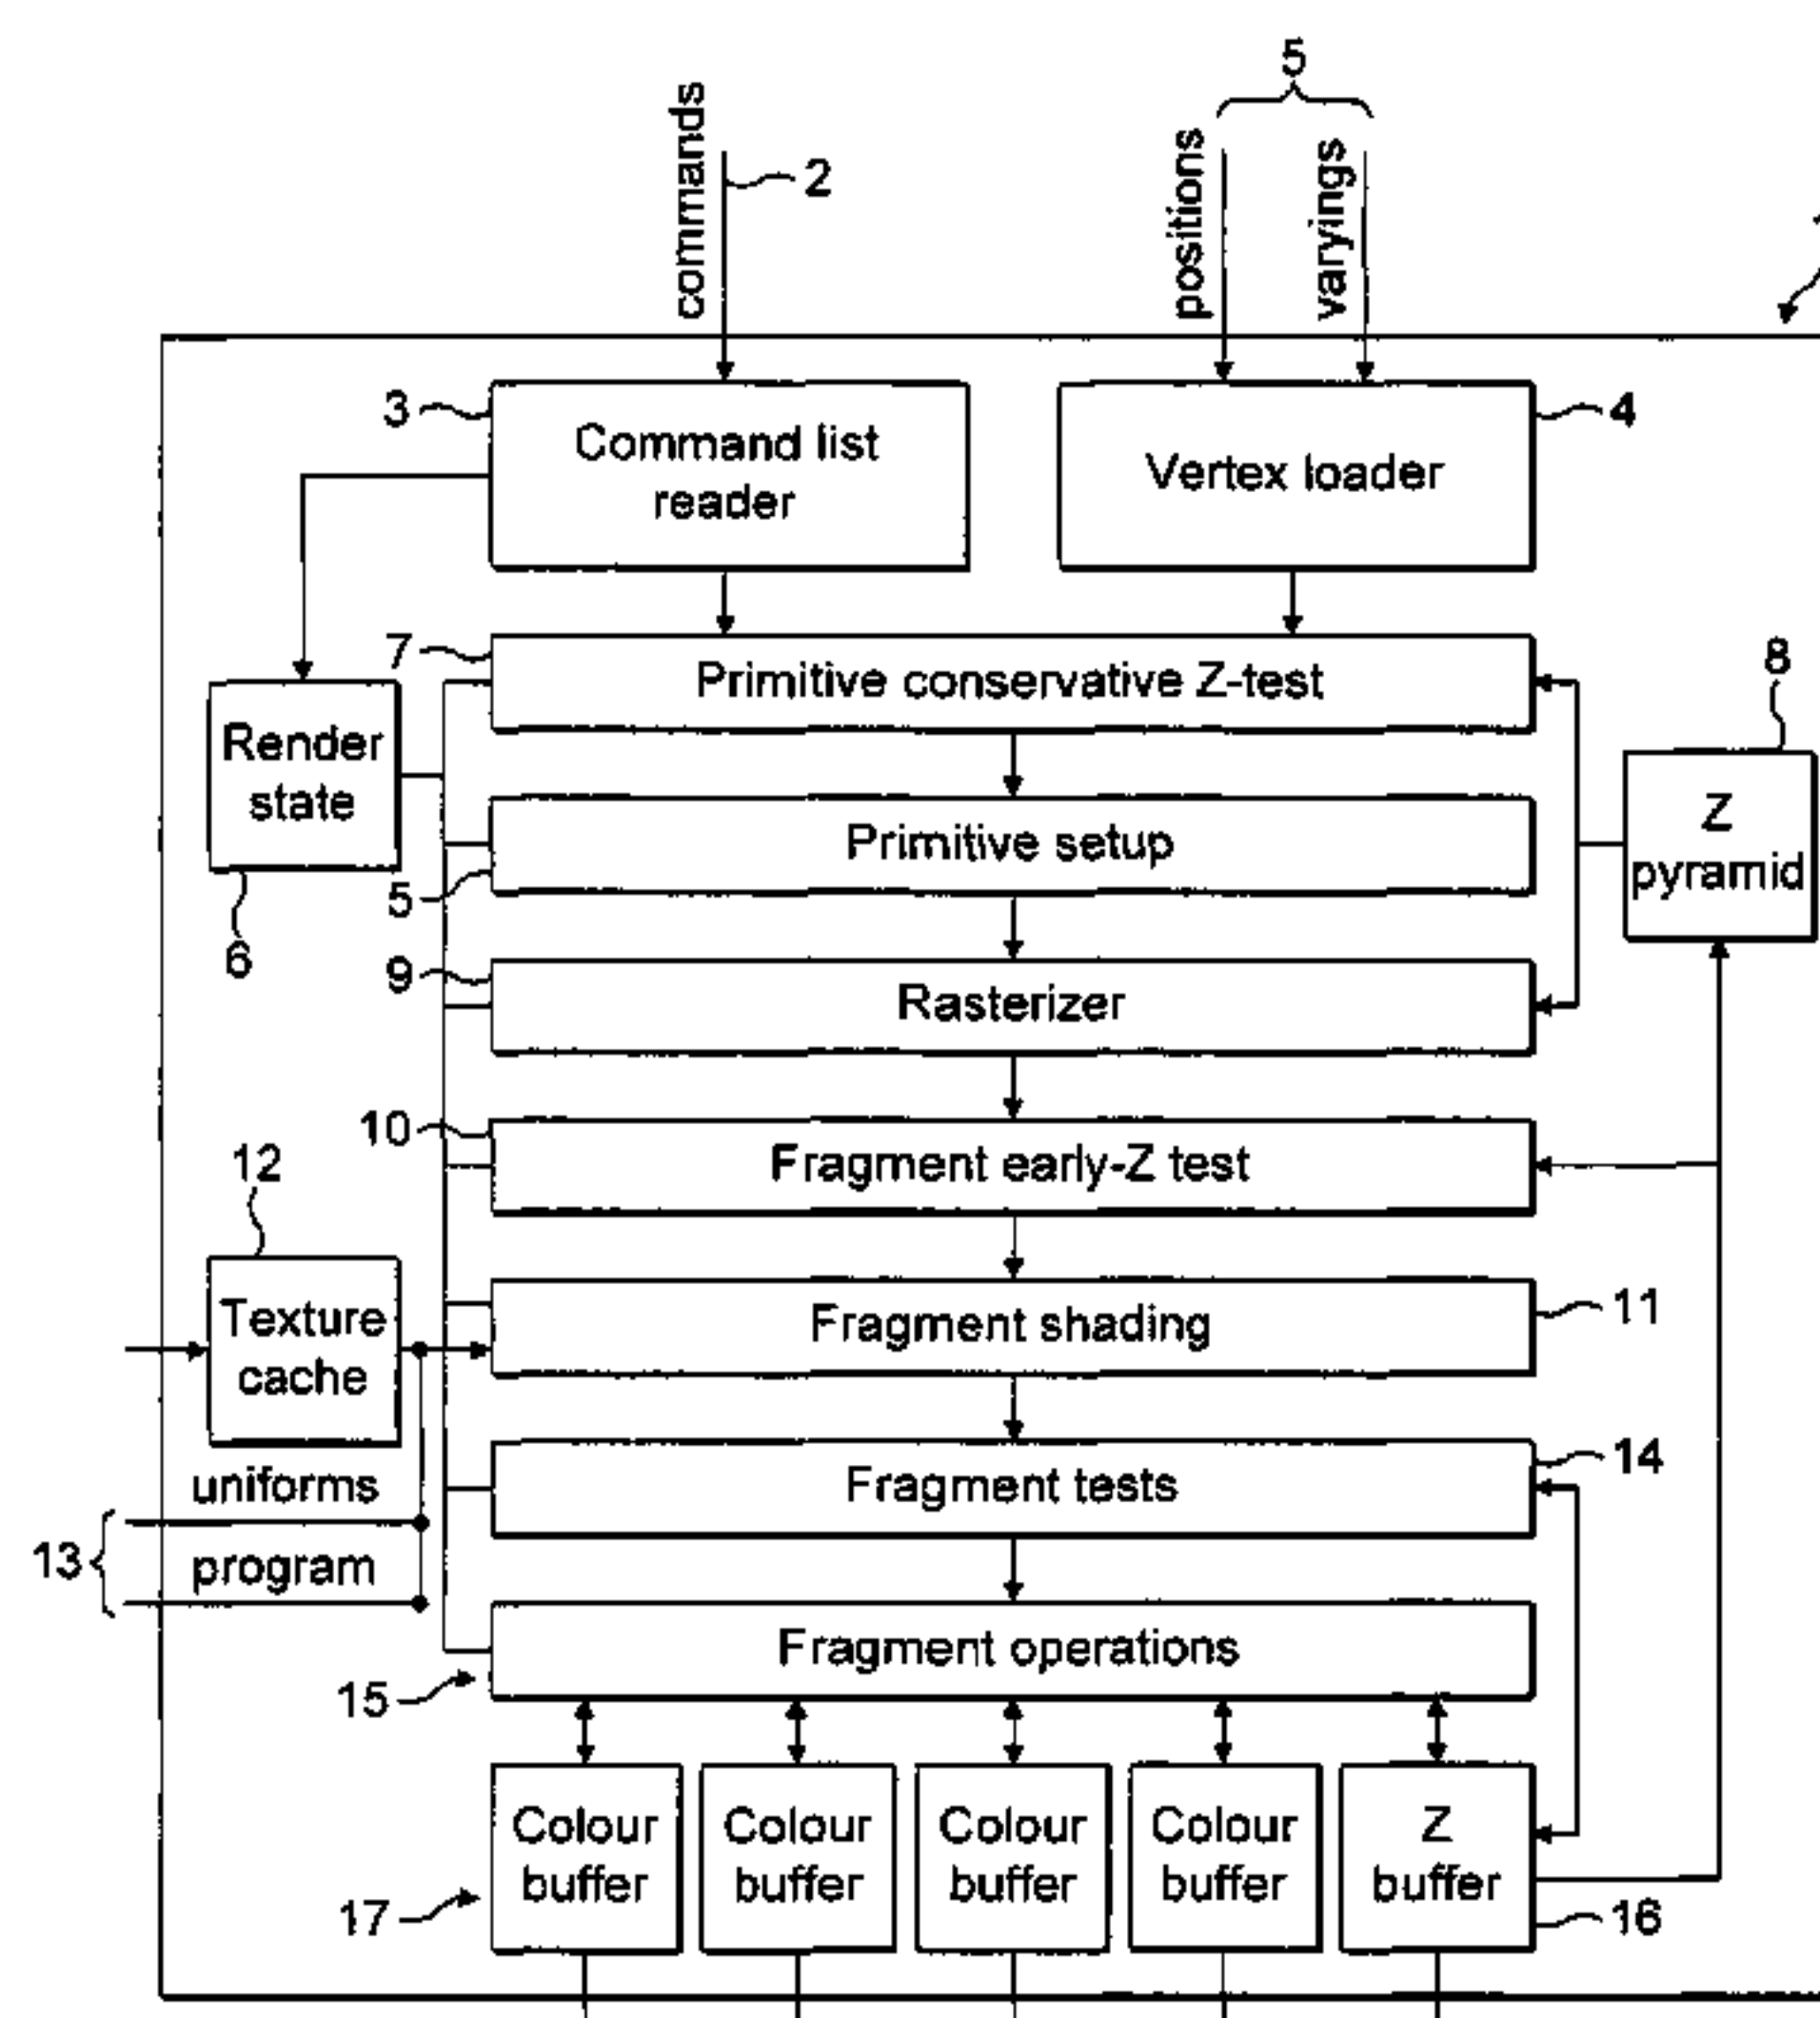 5
commands
2
positions
varyings
3
Command list
reader
4
Vertex loader
7
Primitive conservative Z-test
8
Render
state
6
Primitive setup
5
Z
pyramid
9
Rasterizer
10
Fragment early-Z test
12
Texture
cache
Fragment shading
11
uniforms
13
program
Fragment tests
14
Fragment operations
15
Colour
buffer
Colour
buffer
Colour
buffer
Colour
buffer
Z
buffer
17
16